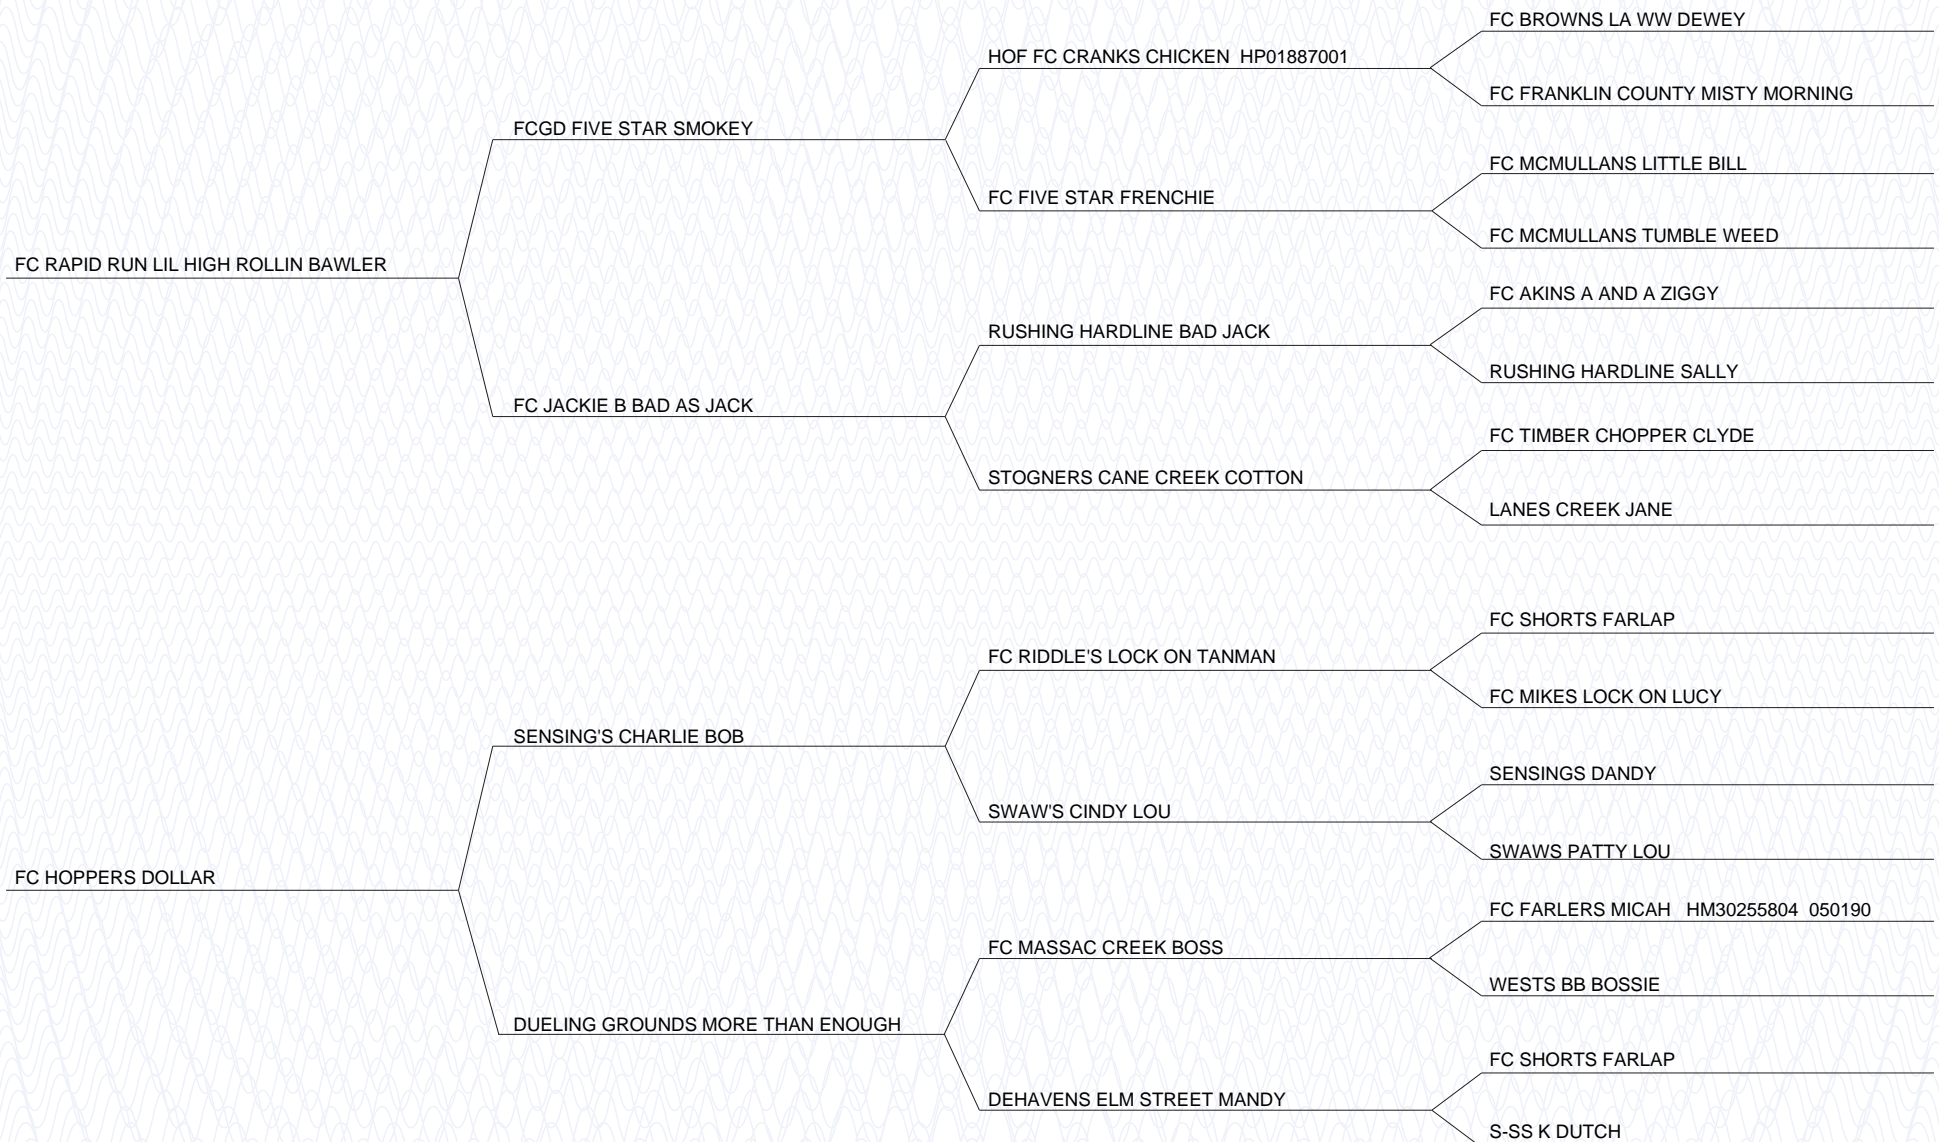 FC BROWNS LA WW DEWEY
HOF FC CRANKS CHICKEN HP01887001
FC FRANKLIN COUNTY MISTY MORNING
FCGD FIVE STAR SMOKEY
FC MCMULLANS LITTLE BILL
FC FIVE STAR FRENCHIE
FC MCMULLANS TUMBLE WEED
FC RAPID RUN LIL HIGH ROLLIN BAWLER
FC AKINS A AND A ZIGGY
RUSHING HARDLINE BAD JACK
RUSHING HARDLINE SALLY
FC JACKIE B BAD AS JACK
FC TIMBER CHOPPER CLYDE
STOGNERS CANE CREEK COTTON
LANES CREEK JANE
FC SHORTS FARLAP
FC RIDDLE'S LOCK ON TANMAN
FC MIKES LOCK ON LUCY
SENSING'S CHARLIE BOB
SENSINGS DANDY
SWAW'S CINDY LOU
SWAWS PATTY LOU
FC HOPPERS DOLLAR
FC FARLERS MICAH HM30255804 050190
FC MASSAC CREEK BOSS
WESTS BB BOSSIE
DUELING GROUNDS MORE THAN ENOUGH
FC SHORTS FARLAP
DEHAVENS ELM STREET MANDY
S-SS K DUTCH